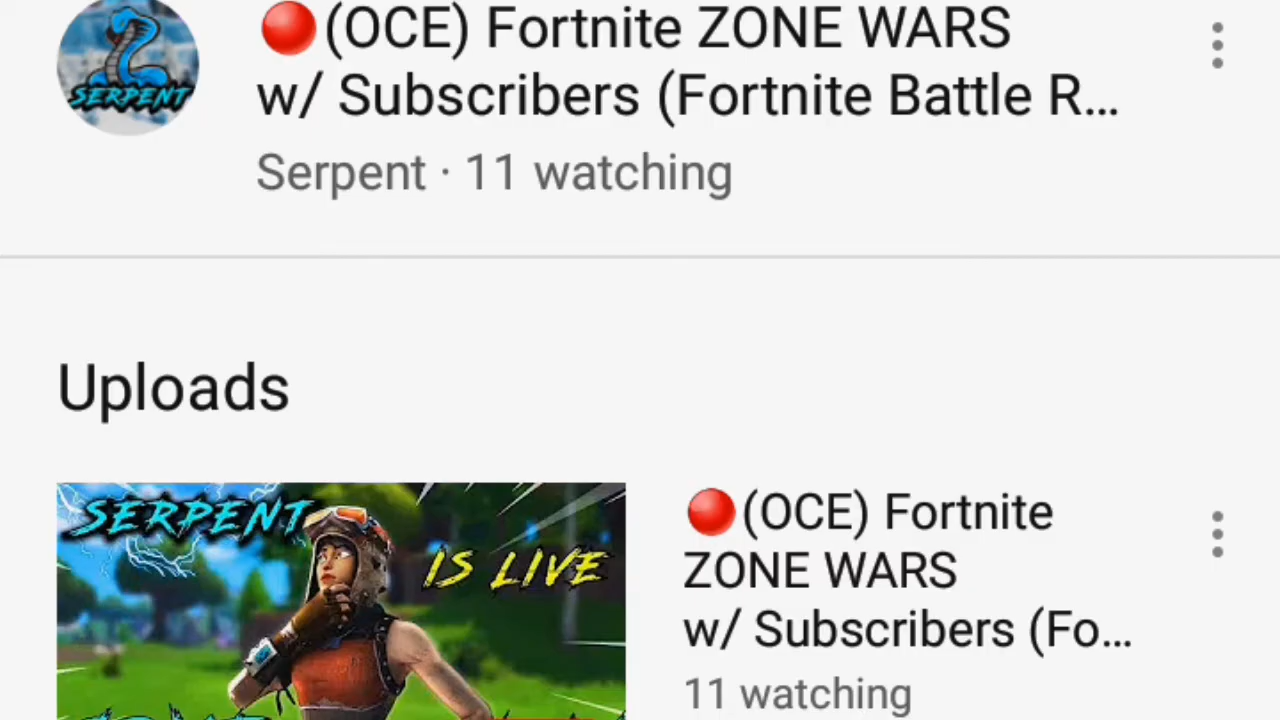 🔴(OCE) Fortnite ZONE WARS
w/ Subscribers (Fortnite Battle R...
SERPENT
Serpent · 11 watching
Uploads
SERPENT
IS LIVE
🔴(OCE) Fortnite
ZONE WARS
w/ Subscribers (Fo...
11 watching